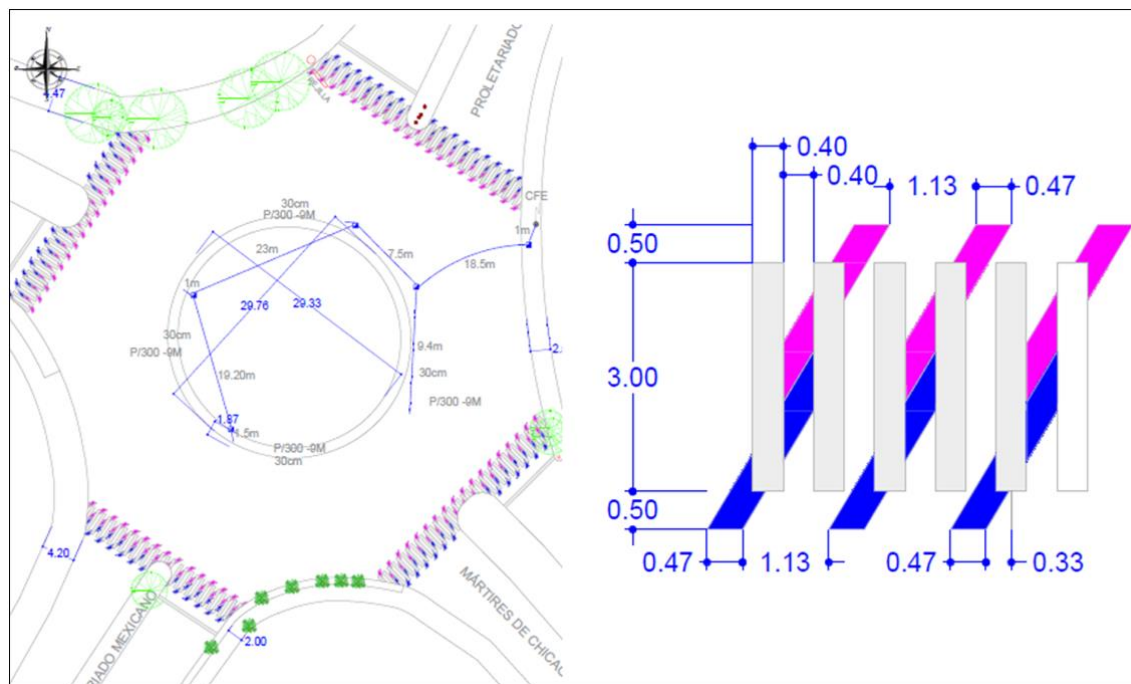 4.47
REJILLA
PROLETARIADO
CFE
1m
30cm
P/300 -9M
23m
7.5m
18.5m
1m
29.76
29.33
30cm
P/300 -9M
9.4m
30cm
P/300 -9M
19.20m
1.87
1.5m
P/300 -9M
30cm
4.20
2.00
RIADO MEXICANO
MÁRTIRES DE CHICAG
0.40
0.40
1.13
0.47
0.50
3.00
0.50
0.47
1.13
0.47
0.33